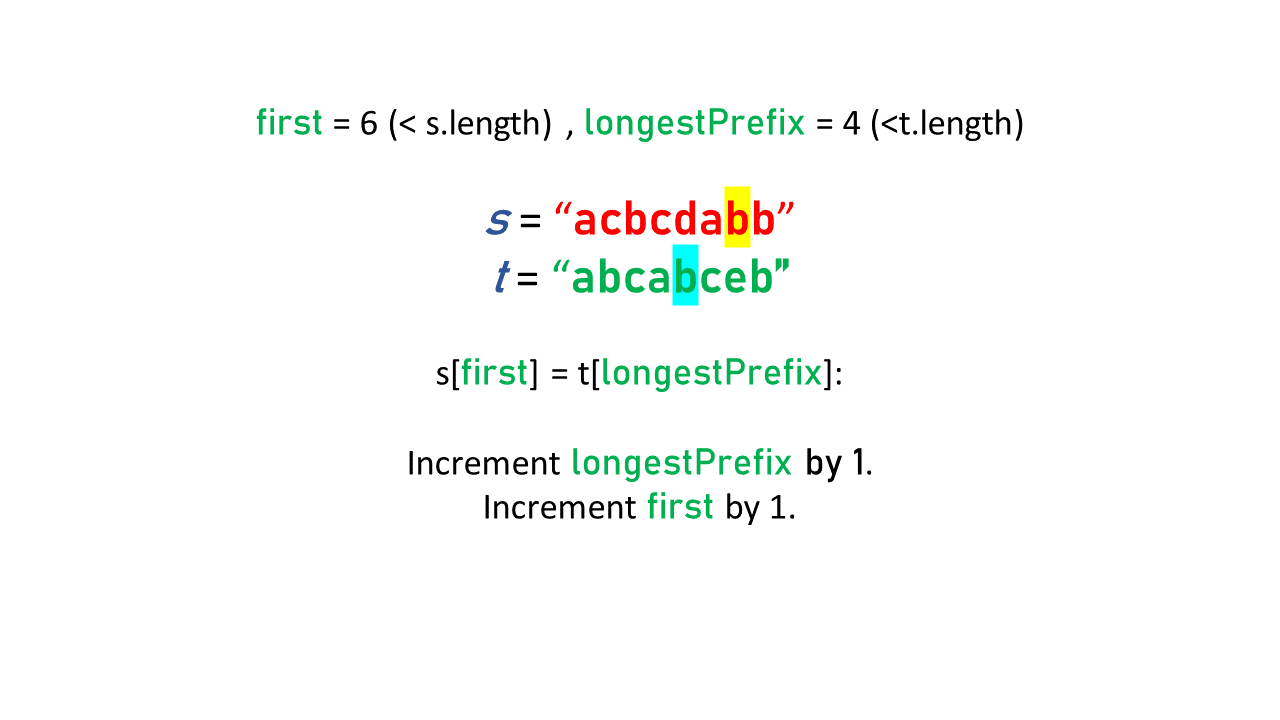 first = 6 (< s.length) , longestPrefix = 4 (<t.length)
s = “acbcdabb”
t = “abcabceb”
s[first] = t[longestPrefix]:
Increment longestPrefix by 1.
Increment first by 1.